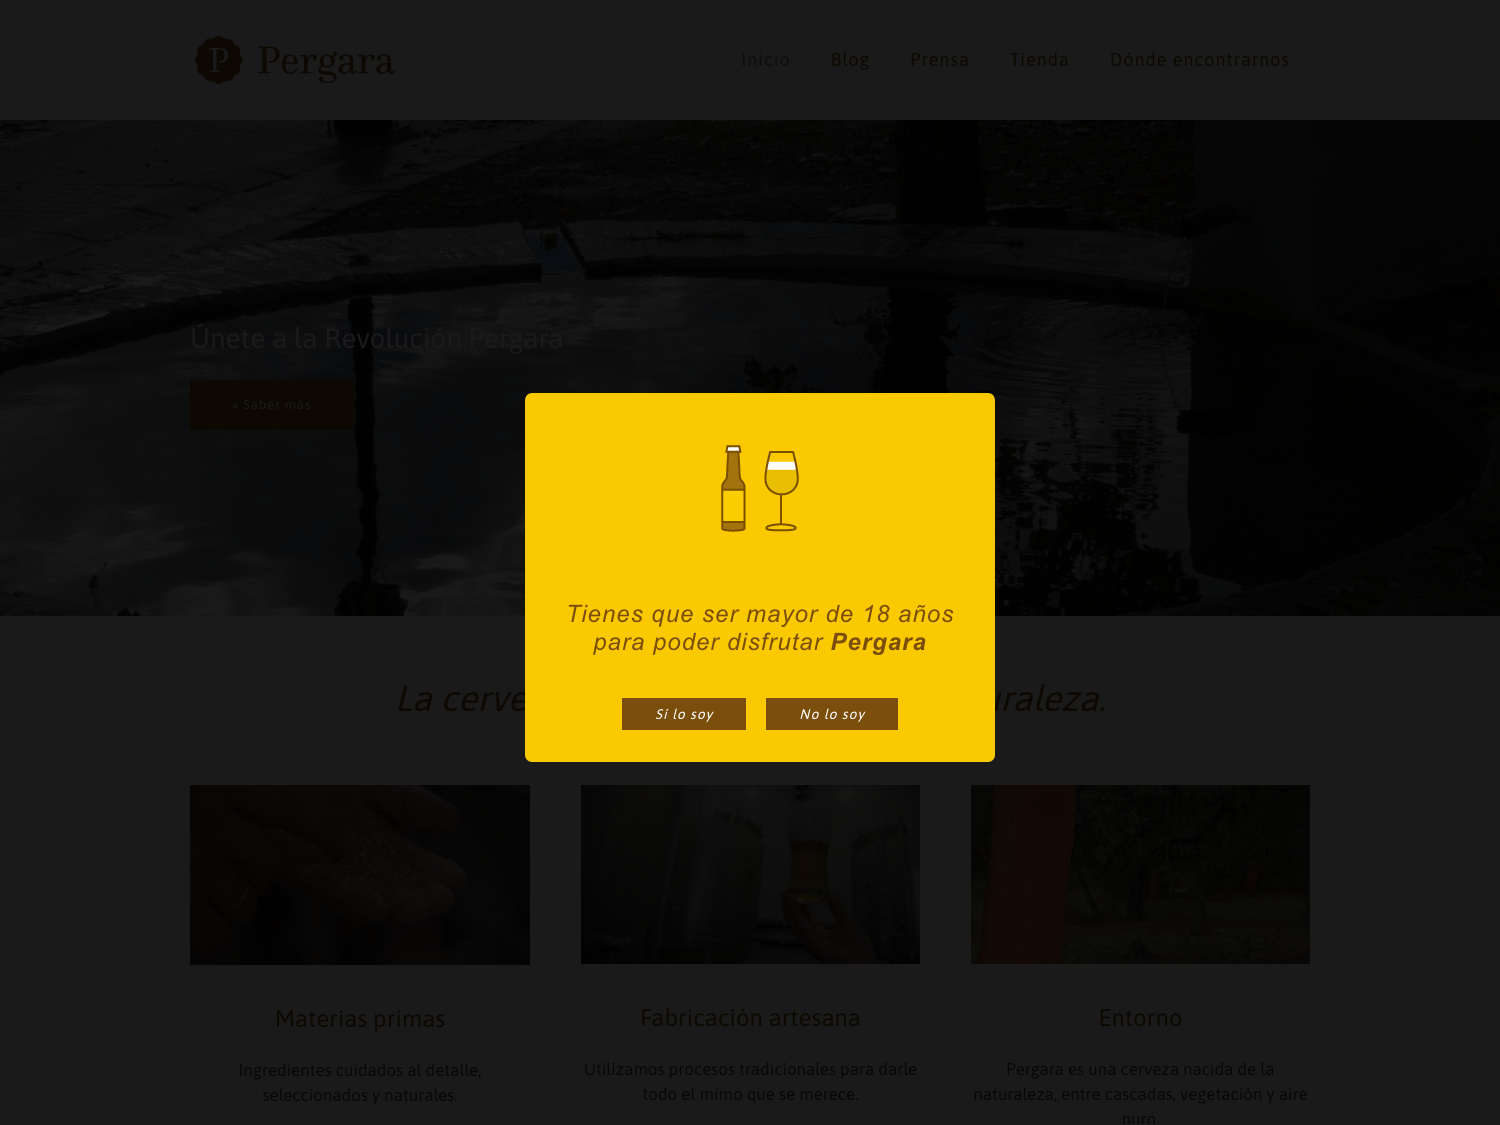 P Pergara
Inicio Blog Prensa Tienda Dónde encontrarnos
Únete a la Revolución Pergara
+ Saber más
Tienes que ser mayor de 18 años
para poder disfrutar Pergara
Sí lo soy No lo soy
La cerve uraleza.
Materias primas
Ingredientes cuidados al detalle,
seleccionados y naturales.
Fabricación artesana
Utilizamos procesos tradicionales para darle
todo el mimo que se merece.
Entorno
Pergara es una cerveza nacida de la
naturaleza, entre cascadas, vegetación y aire
puro.